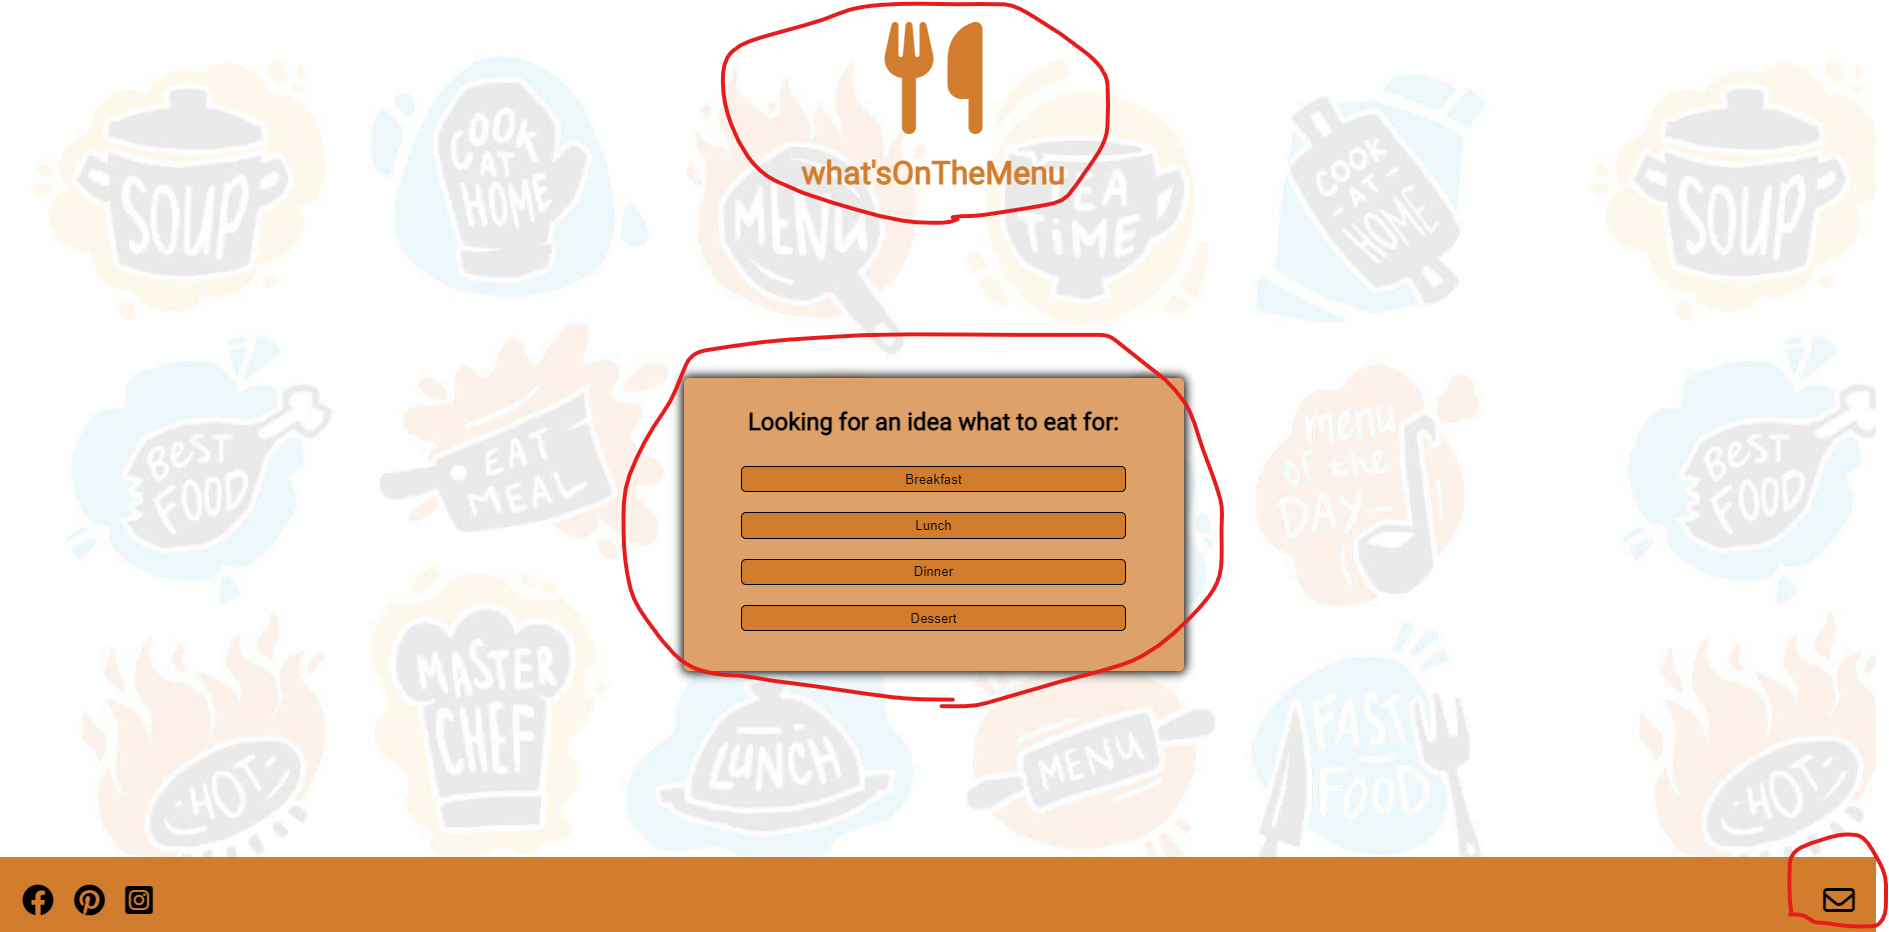 what'sOnTheMenu
SOUP
COOK
AT
HOME
MENU
TEA
TiME
COOK
-AT-
HOME
SOUP
Looking for an idea what to eat for:
Breakfast
Lunch
Dinner
Dessert
BeST
FOOD
EAT
MEAL
menu
of the
DAY-
BeST
FOOD
-HOT-
MASTER
CHEF
LUNCH
MENU
FAST
FOOD
-HOT-